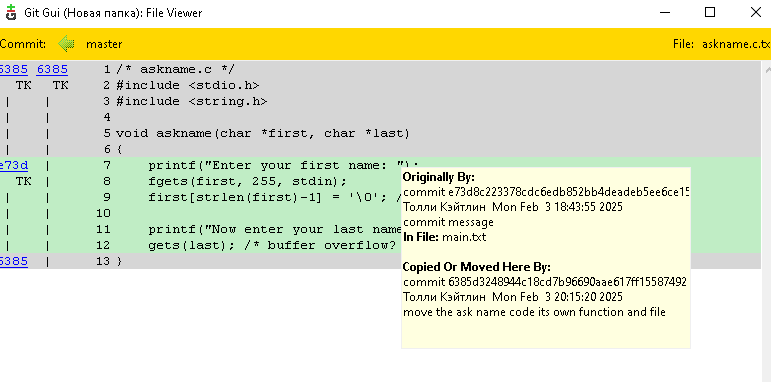 Git Gui (Новая папка): File Viewer
Commit: master File: askname.c.tx
6385 6385 1 /* askname.c */
TK TK 2 #include <stdio.h>
| | 3 #include <string.h>
| | 4
| | 5 void askname(char *first, char *last)
| | 6 {
e73d | 7 printf("Enter your first name: ");
TK | 8 fgets(first, 255, stdin);
| | 9 first[strlen(first)-1] = '\0'; /
| | 10
| | 11 printf("Now enter your last name
| | 12 gets(last); /* buffer overflow?
6385 | 13 }
Originally By:
commit e73d8c223378cdc6edb852bb4deadeb5ee6ce15
Толли Кэйтлин Mon Feb 3 18:43:55 2025
commit message
In File: main.txt
Copied Or Moved Here By:
commit 6385d3248944c18cd7b96690aae617ff15587492
Толли Кэйтлин Mon Feb 3 20:15:20 2025
move the ask name code its own function and file